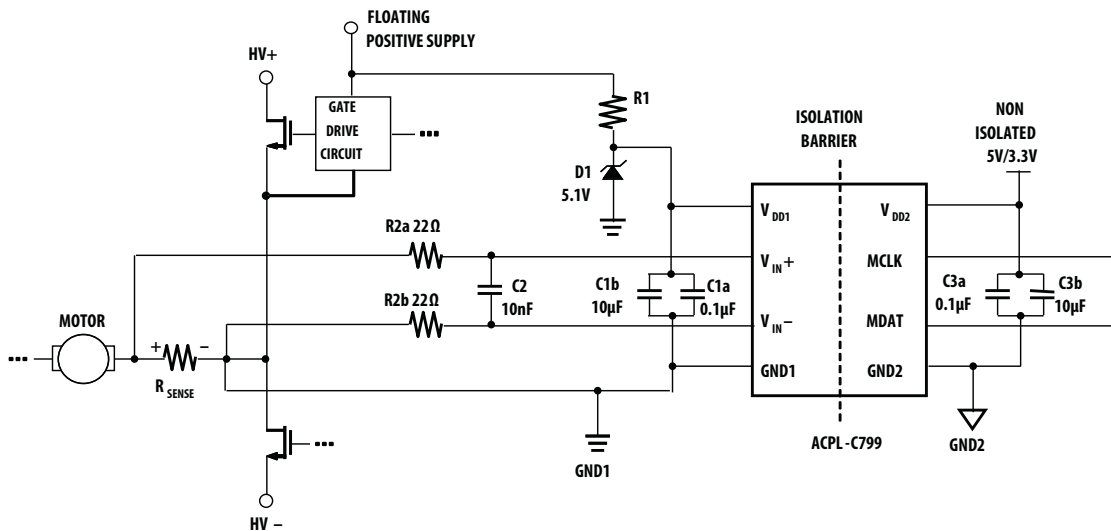 FLOATING
POSITIVE SUPPLY
HV+
GATE
DRIVE
CIRCUIT
R1
D1
5.1V
ISOLATION
BARRIER
NON
ISOLATED
5V/3.3V
R2a 22Ω
R2b 22Ω
C2
10nF
C1b
10μF
C1a
0.1μF
VDD1
VIN+
VIN−
GND1
VDD2
MCLK
MDAT
GND2
C3a
0.1μF
C3b
10μF
MOTOR
+
−
RSENSE
GND1
ACPL-C799
GND2
HV −